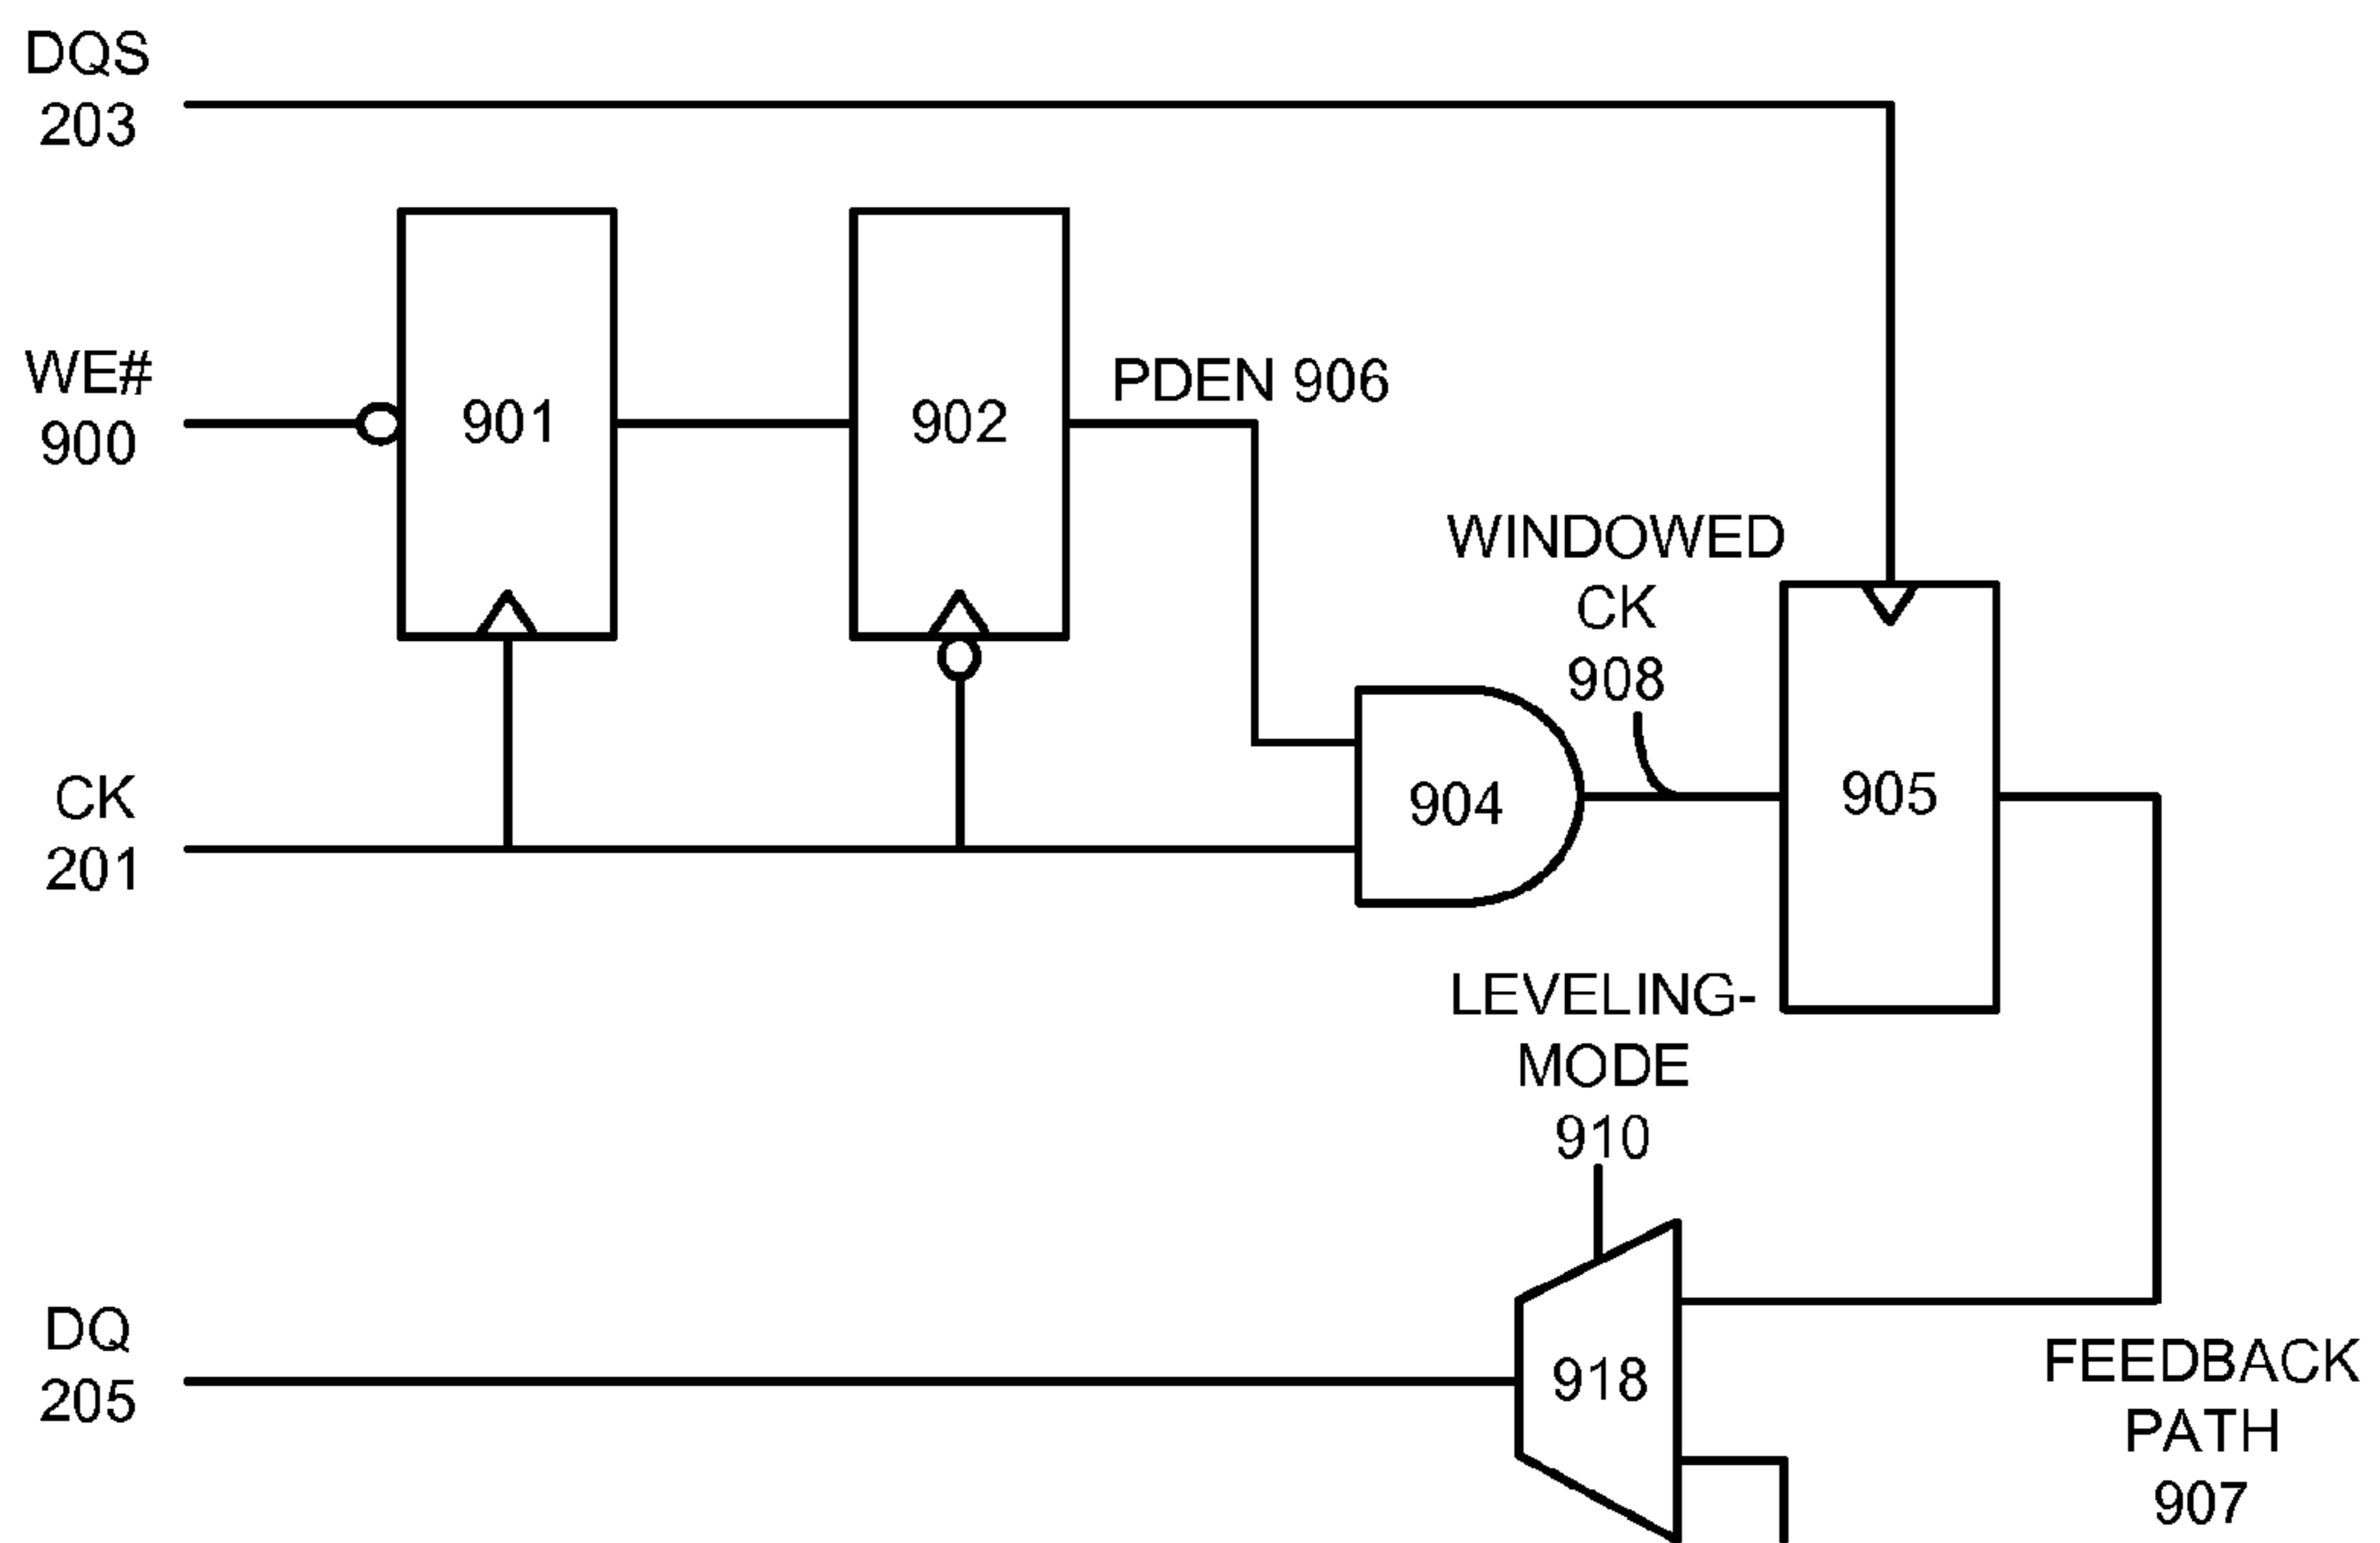 DQS
203
WE#
900
901
902
PDEN 906
WINDOWED
CK
908
CK
201
904
905
LEVELING-
MODE
910
DQ
205
918
FEEDBACK
PATH
907